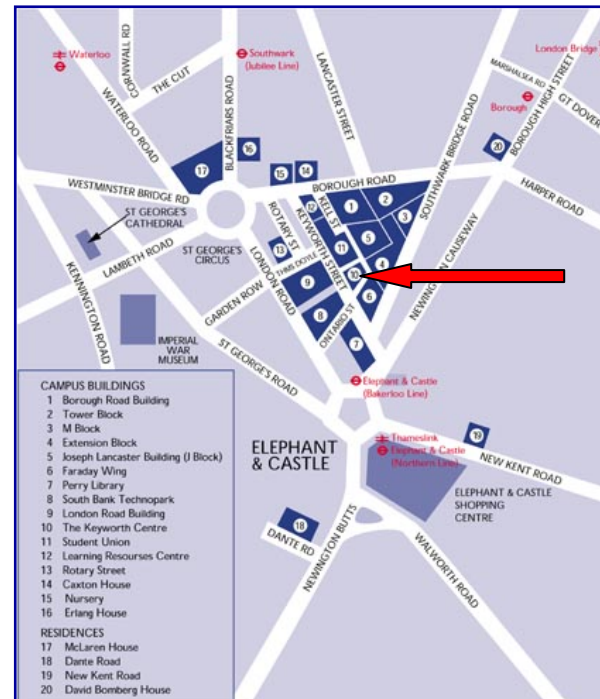 Waterloo
CORNWALL RD
THE CUT
WATERLOO ROAD
BLACKFRIARS ROAD
Southwark
(Jubilee Line)
LANCASTER STREET
London Bridge
MARSHALSEA RD
Borough
GT DOVER
BOROUGH HIGH STREET
SOUTHWARK BRIDGE ROAD
HARPER ROAD
NEWINGTON CAUSEWAY
20
17
16
15
14
BOROUGH ROAD
WESTMINSTER BRIDGE RD
ST GEORGE'S
CATHEDRAL
LAMBETH ROAD
KENNINGTON ROAD
ST GEORGE'S
CIRCUS
ROTARY ST
KEYWORTH STREET
KELL ST
12
1
2
3
11
5
13
THMS DOYLE
10
4
9
6
8
7
LONDON ROAD
GARDEN ROW
ONTARIO ST
IMPERIAL
WAR
MUSEUM
ST GEORGE'S ROAD
Elephant & Castle
(Bakerloo Line)
ELEPHANT
& CASTLE
Thameslink
Elephant & Castle
(Northern Line)
19
NEW KENT ROAD
ELEPHANT & CASTLE
SHOPPING
CENTRE
18
DANTE RD
NEWINGTON BUTTS
WALWORTH ROAD
CAMPUS BUILDINGS
1 Borough Road Building
2 Tower Block
3 M Block
4 Extension Block
5 Joseph Lancaster Building (J Block)
6 Faraday Wing
7 Perry Library
8 South Bank Technopark
9 London Road Building
10 The Keyworth Centre
11 Student Union
12 Learning Resourses Centre
13 Rotary Street
14 Caxton House
15 Nursery
16 Erlang House
RESIDENCES
17 McLaren House
18 Dante Road
19 New Kent Road
20 David Bomberg House